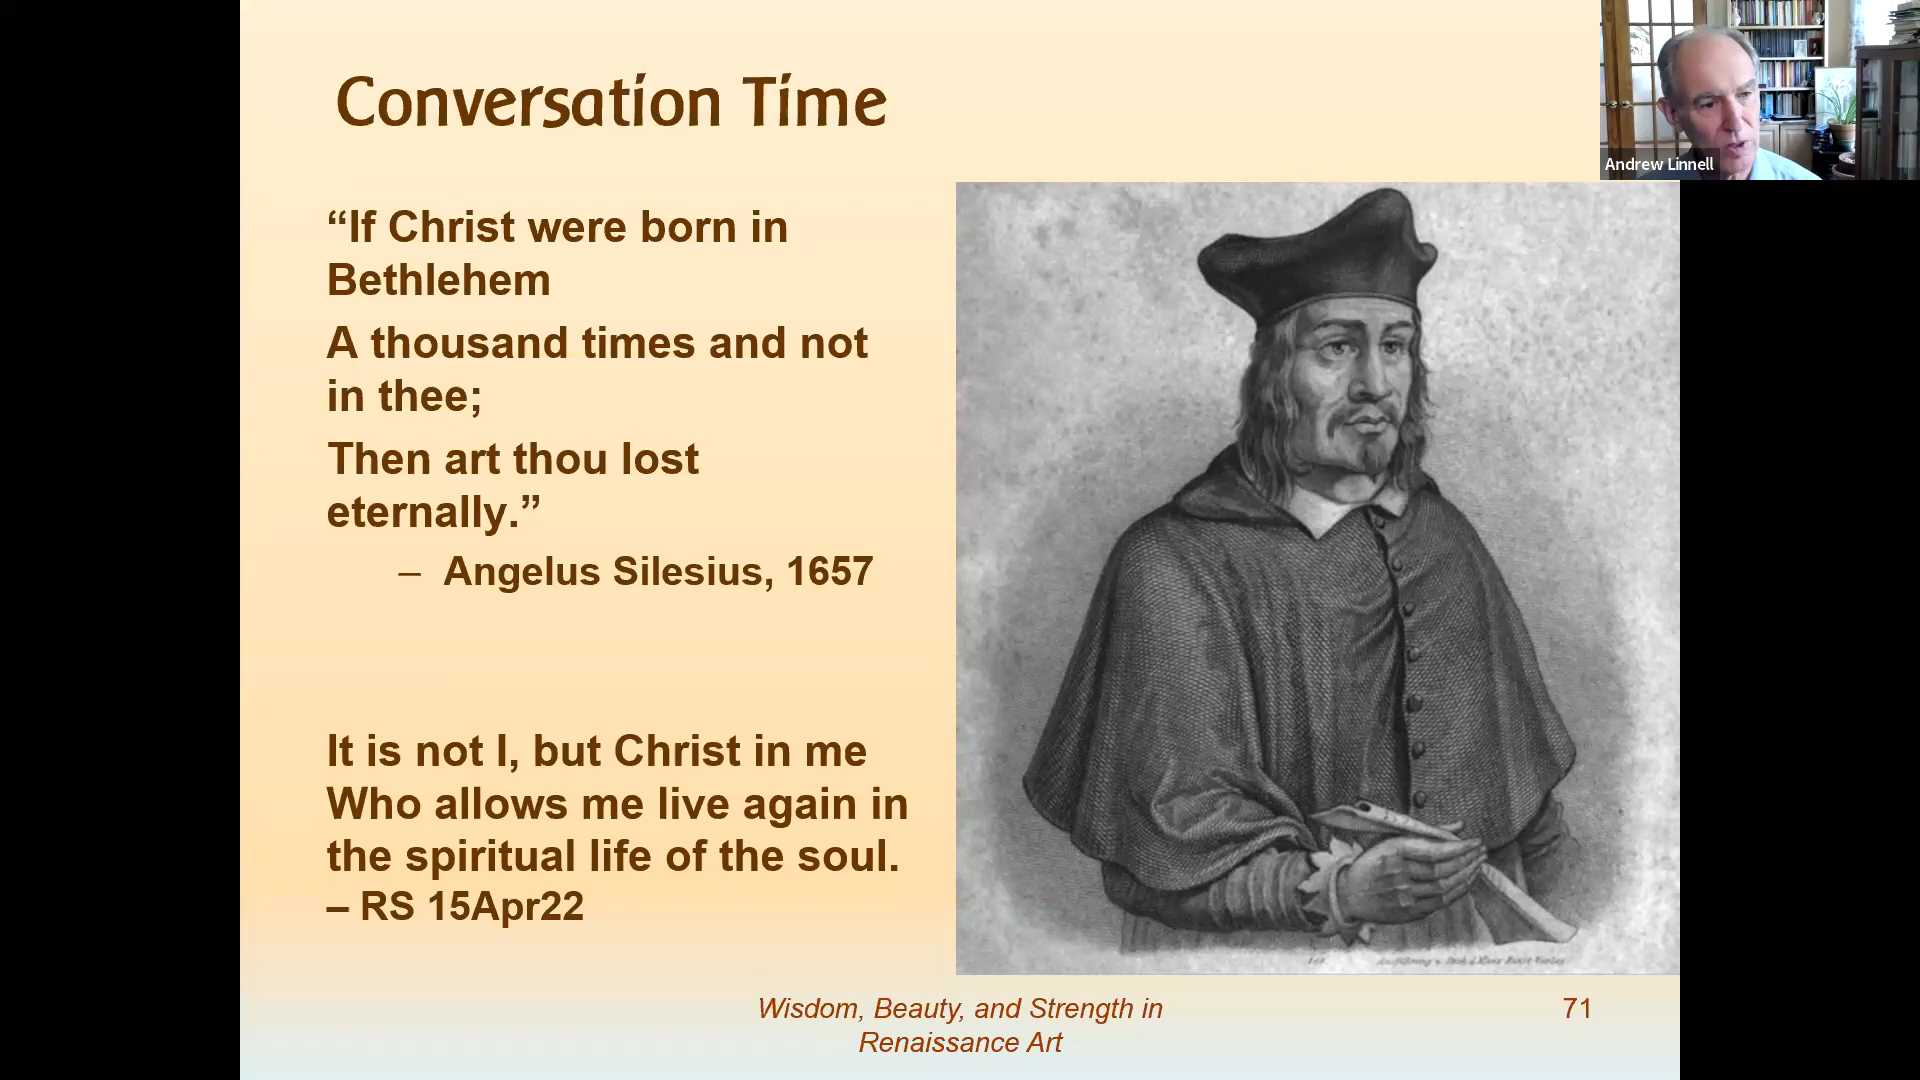 Conversation Time
Andrew Linnell
“If Christ were born in
Bethlehem
A thousand times and not
in thee;
Then art thou lost
eternally.”
– Angelus Silesius, 1657
It is not I, but Christ in me
Who allows me live again in
the spiritual life of the soul.
– RS 15Apr22
Wisdom, Beauty, and Strength in
Renaissance Art
71